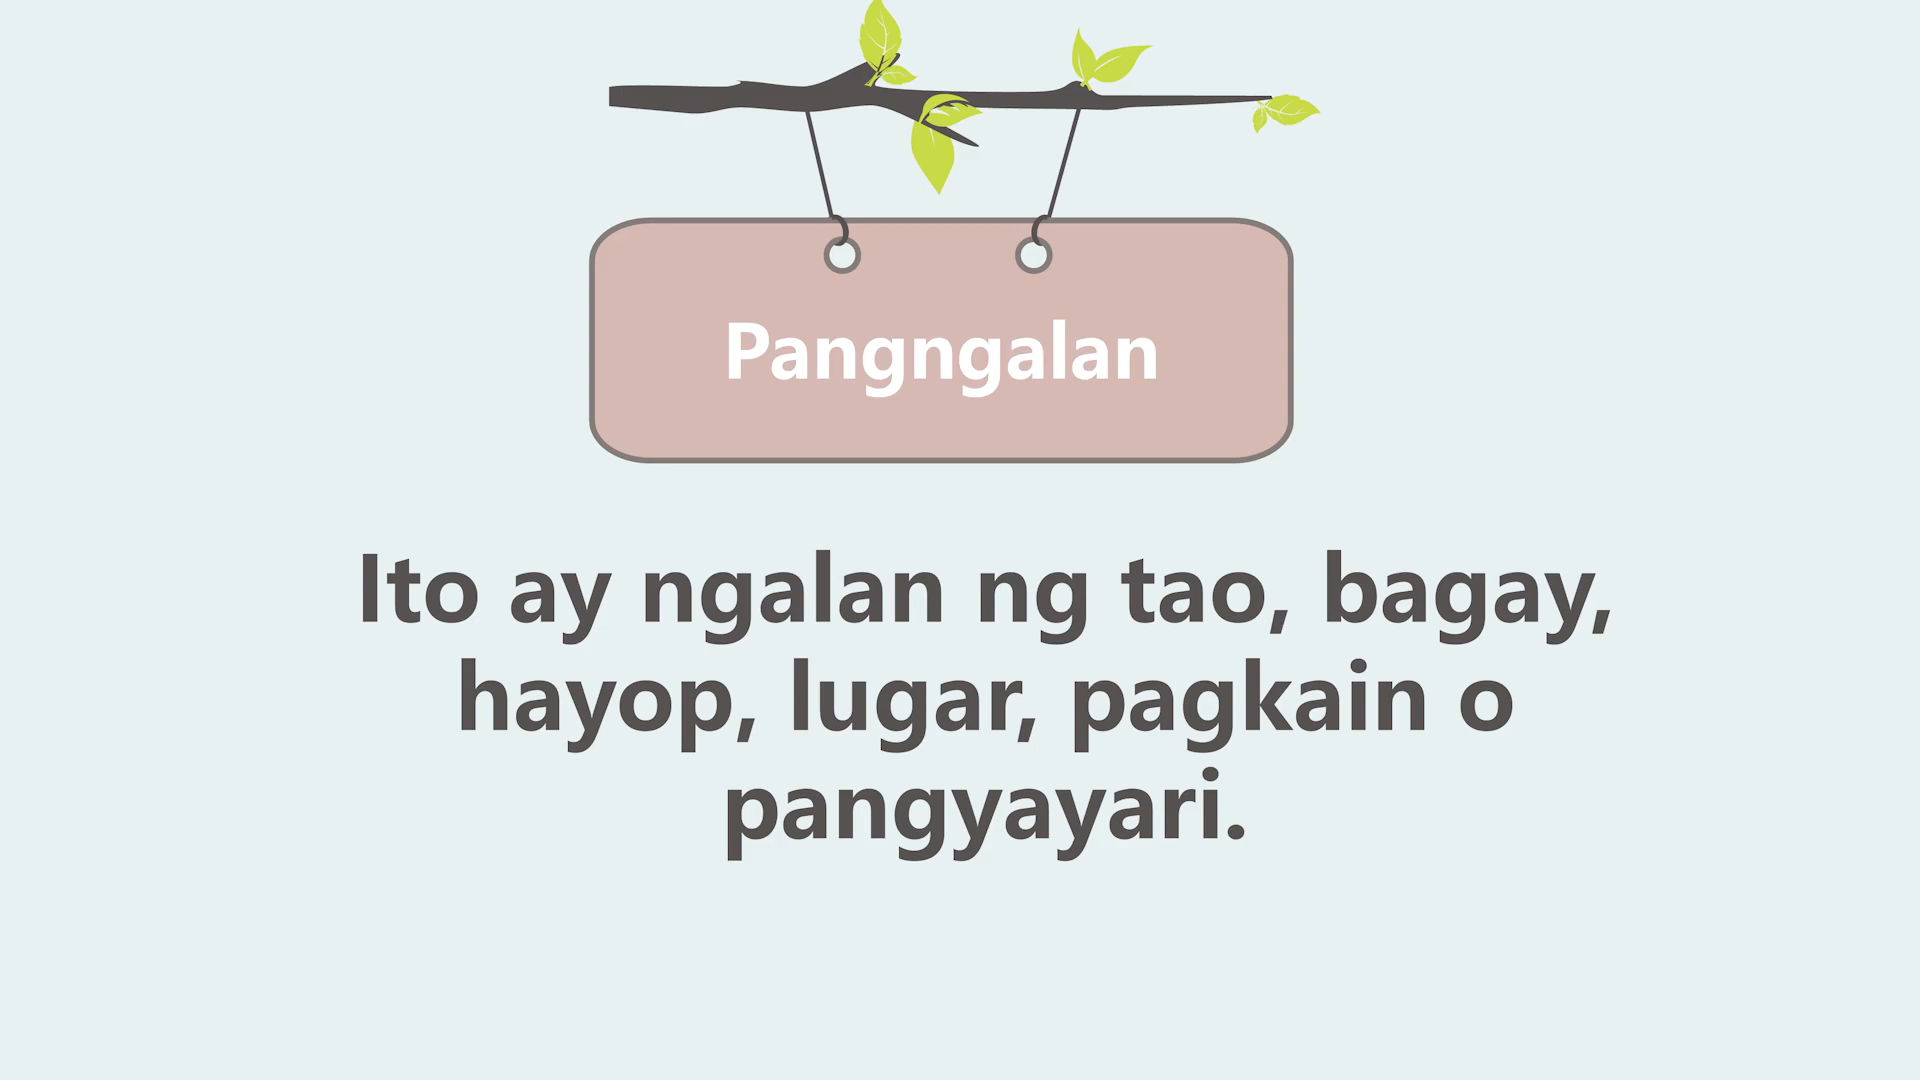 Pangngalan
Ito ay ngalan ng tao, bagay,
hayop, lugar, pagkain o
pangyayari.